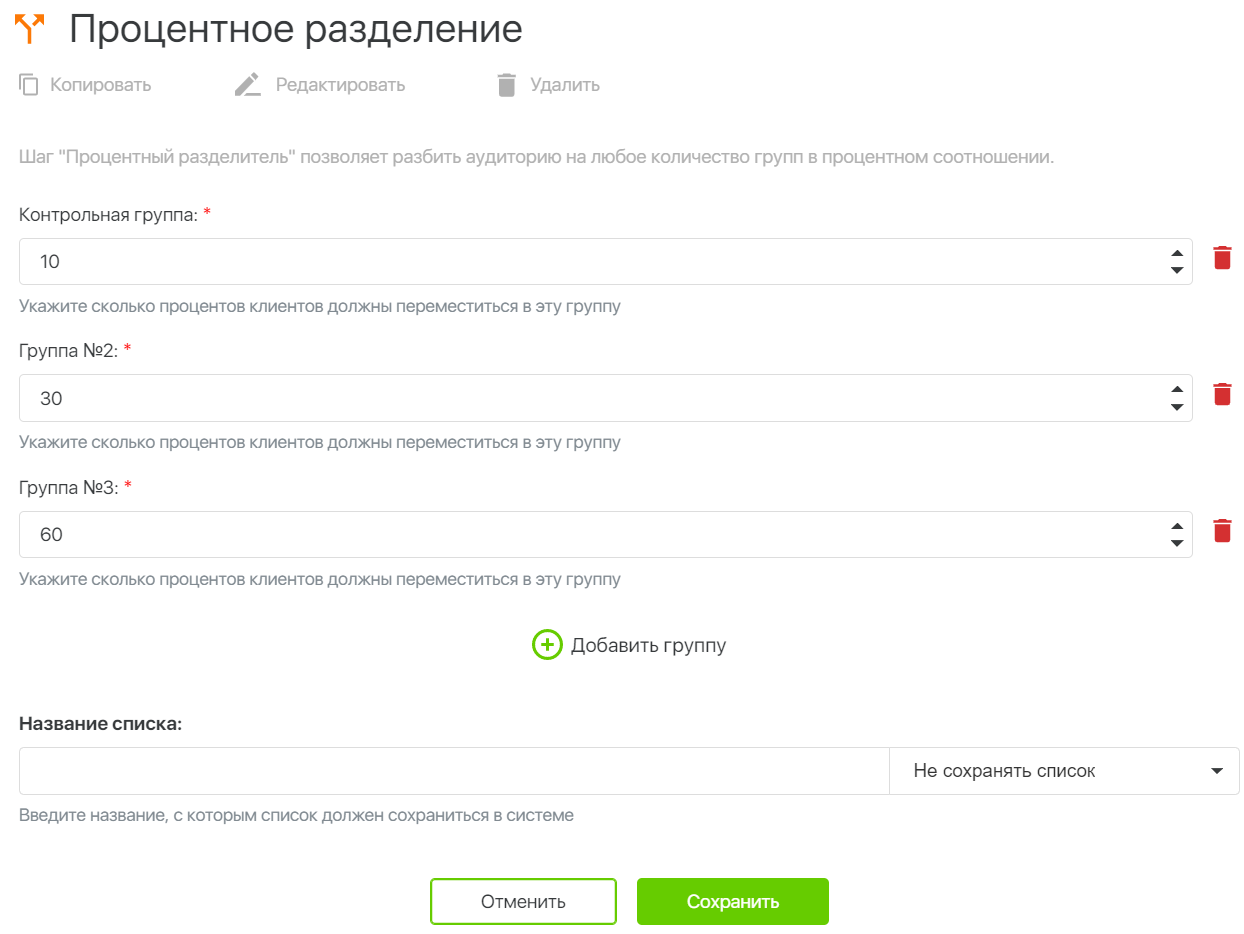 Процентное разделение
Копировать Редактировать Удалить
Шаг "Процентный разделитель" позволяет разбить аудиторию на любое количество групп в процентном соотношении.
Контрольная группа: *
10
Укажите сколько процентов клиентов должны переместиться в эту группу
Группа №2: *
30
Укажите сколько процентов клиентов должны переместиться в эту группу
Группа №3: *
60
Укажите сколько процентов клиентов должны переместиться в эту группу
Добавить группу
Название списка:
Не сохранять список
Введите название, с которым список должен сохраниться в системе
Отменить Сохранить